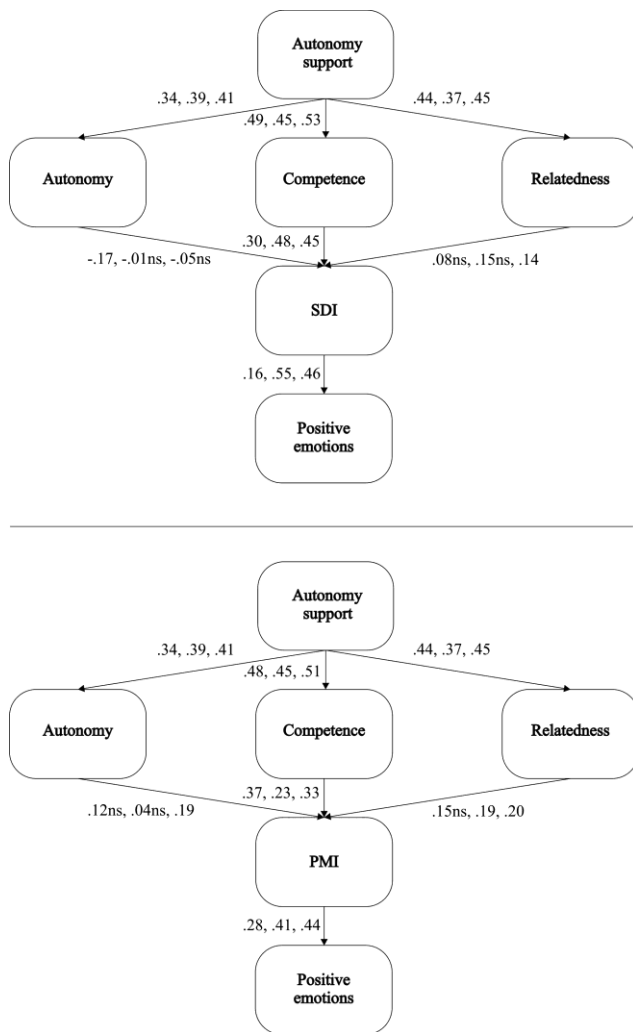 Autonomy
support
.34, .39, .41
.49, .45, .53
.44, .37, .45
Autonomy
Competence
Relatedness
-.17, -.01ns, -.05ns
.30, .48, .45
.08ns, .15ns, .14
SDI
.16, .55, .46
Positive
emotions
Autonomy
support
.34, .39, .41
.48, .45, .51
.44, .37, .45
Autonomy
Competence
Relatedness
.12ns, .04ns, .19
.37, .23, .33
.15ns, .19, .20
PMI
.28, .41, .44
Positive
emotions